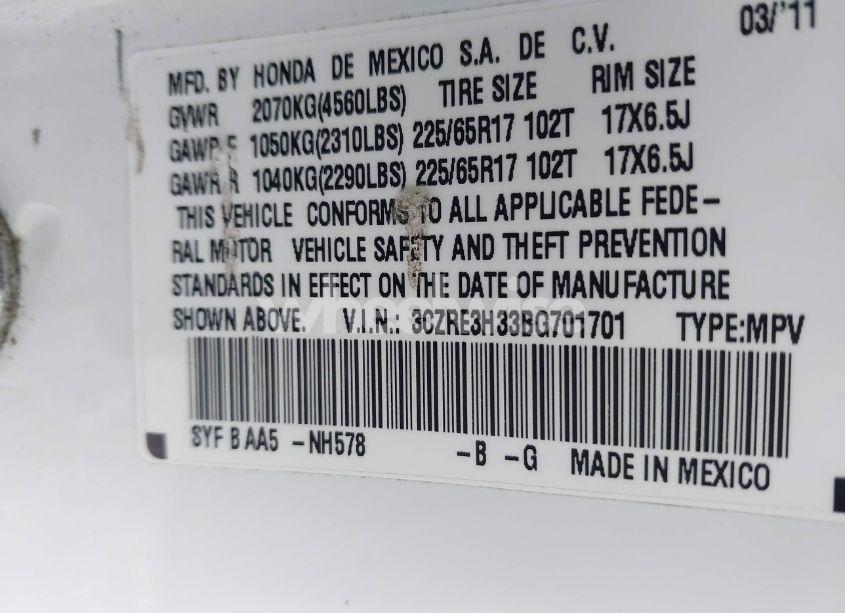 03/'11
MFD. BY HONDA DE MEXICO S.A. DE C.V.
GVWR 2070KG(4560LBS) TIRE SIZE RIM SIZE
GAWR F 1050KG(2310LBS) 225/65R17 102T 17X6.5J
GAWR R 1040KG(2290LBS) 225/65R17 102T 17X6.5J
THIS VEHICLE CONFORMS TO ALL APPLICABLE FEDE-
RAL MOTOR VEHICLE SAFETY AND THEFT PREVENTION
STANDARDS IN EFFECT ON THE DATE OF MANUFACTURE
SHOWN ABOVE. V.I.N.: 3CZRE3H33BG701701 TYPE:MPV
SYF B AA5 -NH578 -B -G MADE IN MEXICO